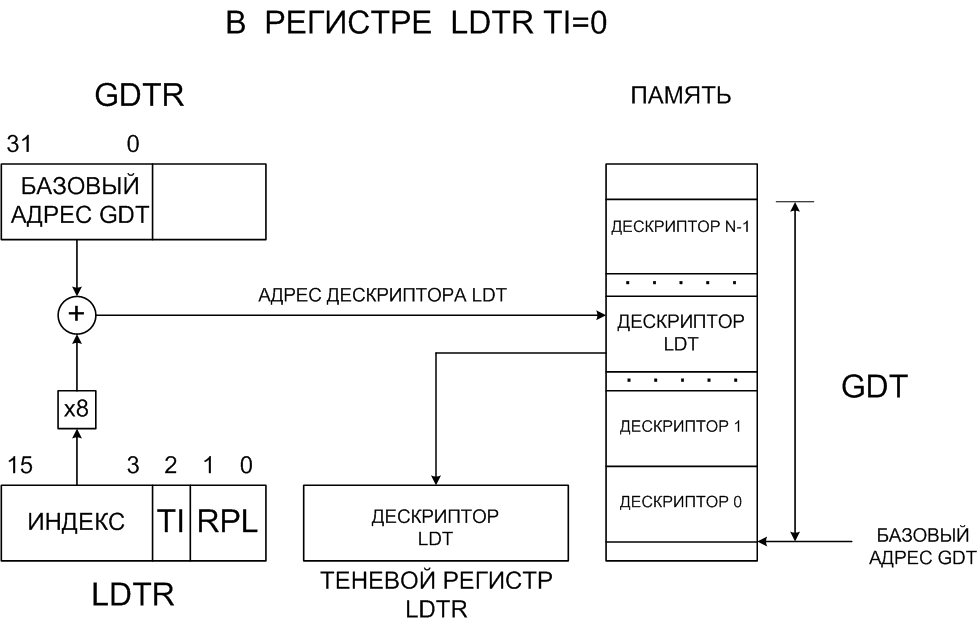 В РЕГИСТРЕ LDTR TI=0
GDTR
ПАМЯТЬ
31 0
БАЗОВЫЙ
АДРЕС GDT
ДЕСКРИПТОР N-1
. . . . .
+
АДРЕС ДЕСКРИПТОРА LDT
ДЕСКРИПТОР
LDT
. . . . .
GDT
x8
ДЕСКРИПТОР 1
15 3 2 1 0
ИНДЕКС TI RPL
ДЕСКРИПТОР
LDT
ДЕСКРИПТОР 0
БАЗОВЫЙ
АДРЕС GDT
LDTR
ТЕНЕВОЙ РЕГИСТР
LDTR